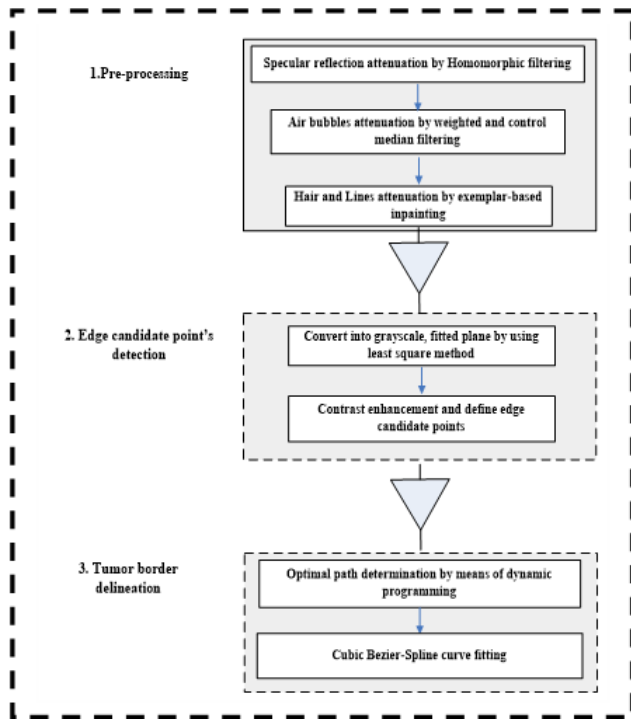 1.Pre-processing
Specular reflection attenuation by Homomorphic filtering
Air bubbles attenuation by weighted and control
median filtering
Hair and Lines attenuation by exemplar-based
inpainting
2. Edge candidate point's
detection
Convert into grayscale, fitted plane by using
least square method
Contrast enhancement and define edge
candidate points
3. Tumor border
delineation
Optimal path determination by means of dynamic
programming
Cubic Bezier-Spline curve fitting